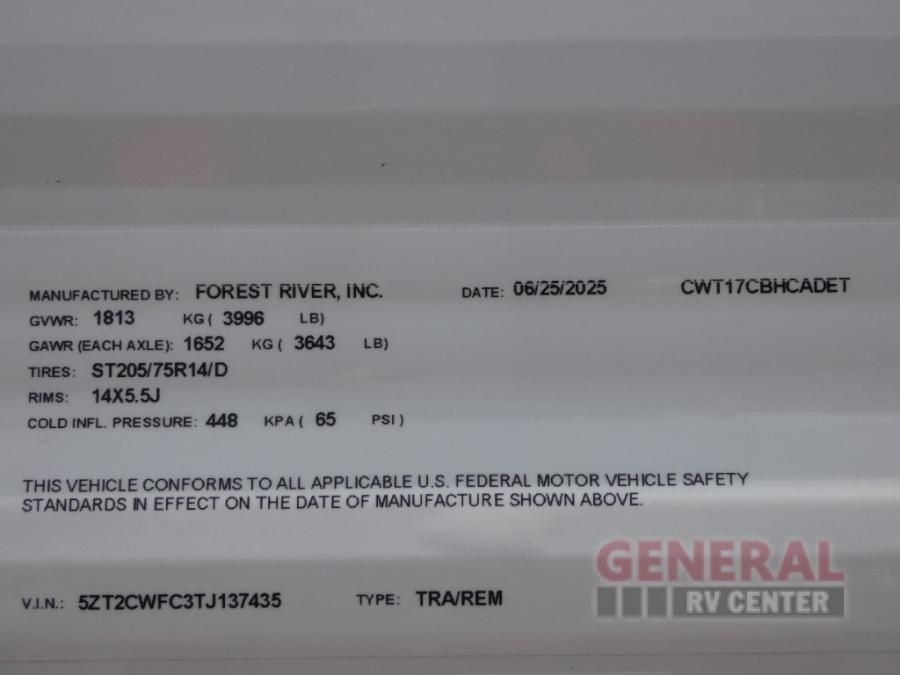 MANUFACTURED BY: FOREST RIVER, INC. DATE: 06/25/2025 CWT17CBHCADET
GVWR: 1813 KG ( 3996 LB)
GAWR (EACH AXLE): 1652 KG ( 3643 LB)
TIRES: ST205/75R14/D
RIMS: 14X5.5J
COLD INFL. PRESSURE: 448 KPA ( 65 PSI )
THIS VEHICLE CONFORMS TO ALL APPLICABLE U.S. FEDERAL MOTOR VEHICLE SAFETY
STANDARDS IN EFFECT ON THE DATE OF MANUFACTURE SHOWN ABOVE.
V.I.N.: 5ZT2CWFC3TJ137435 TYPE: TRA/REM
GENERAL
RV CENTER